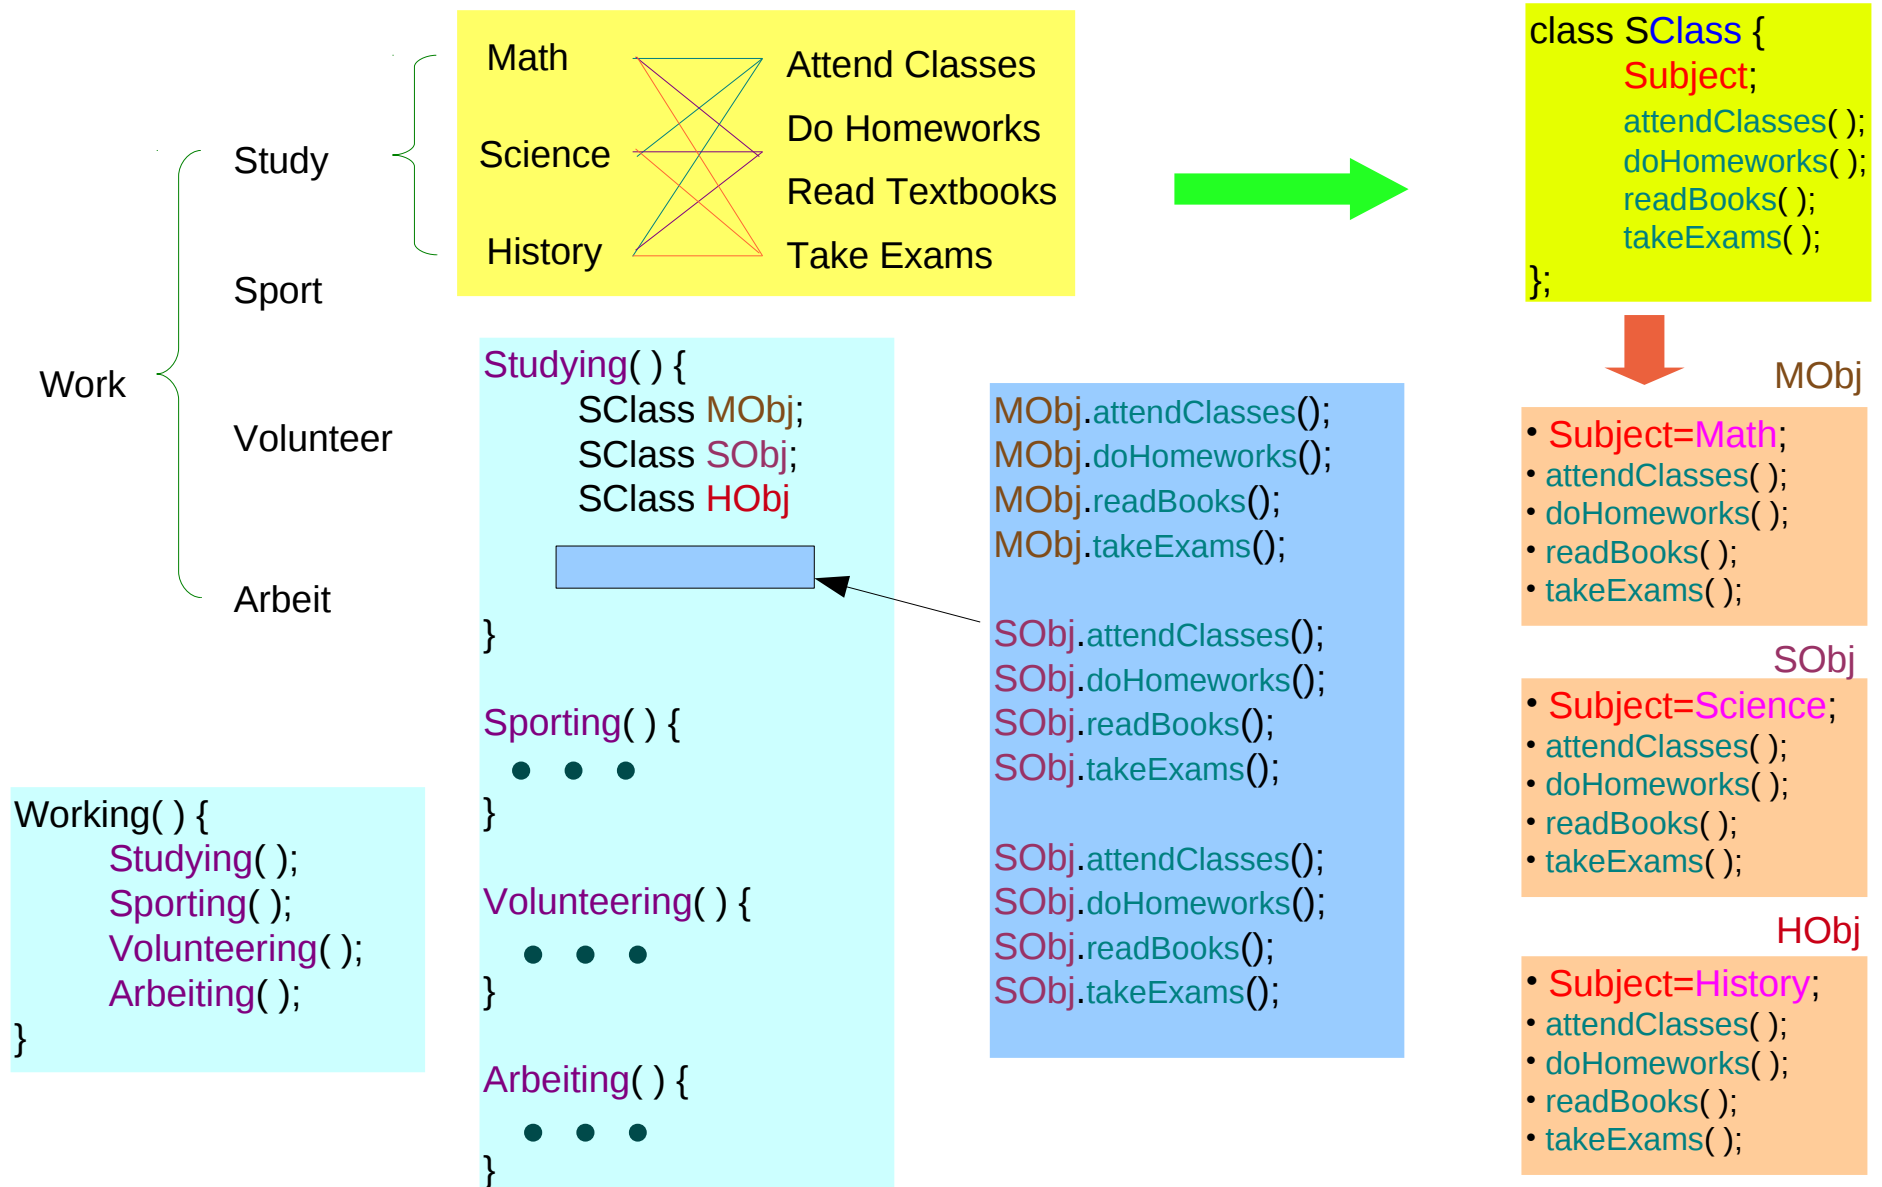 Work
Study
Sport
Volunteer
Arbeit
Math
Science
History
Attend Classes
Do Homeworks
Read Textbooks
Take Exams
class SClass {
Subject;
attendClasses( );
doHomeworks( );
readBooks( );
takeExams( );
};
Working( ) {
Studying( );
Sporting( );
Volunteering( );
Arbeiting( );
}
Studying( ) {
SClass MObj;
SClass SObj;
SClass HObj
}
Sporting( ) {
● ● ●
}
Volunteering( ) {
● ● ●
}
Arbeiting( ) {
● ● ●
}
MObj.attendClasses();
MObj.doHomeworks();
MObj.readBooks();
MObj.takeExams();
SObj.attendClasses();
SObj.doHomeworks();
SObj.readBooks();
SObj.takeExams();
SObj.attendClasses();
SObj.doHomeworks();
SObj.readBooks();
SObj.takeExams();
MObj
• Subject=Math;
• attendClasses( );
• doHomeworks( );
• readBooks( );
• takeExams( );
SObj
• Subject=Science;
• attendClasses( );
• doHomeworks( );
• readBooks( );
• takeExams( );
HObj
• Subject=History;
• attendClasses( );
• doHomeworks( );
• readBooks( );
• takeExams( );